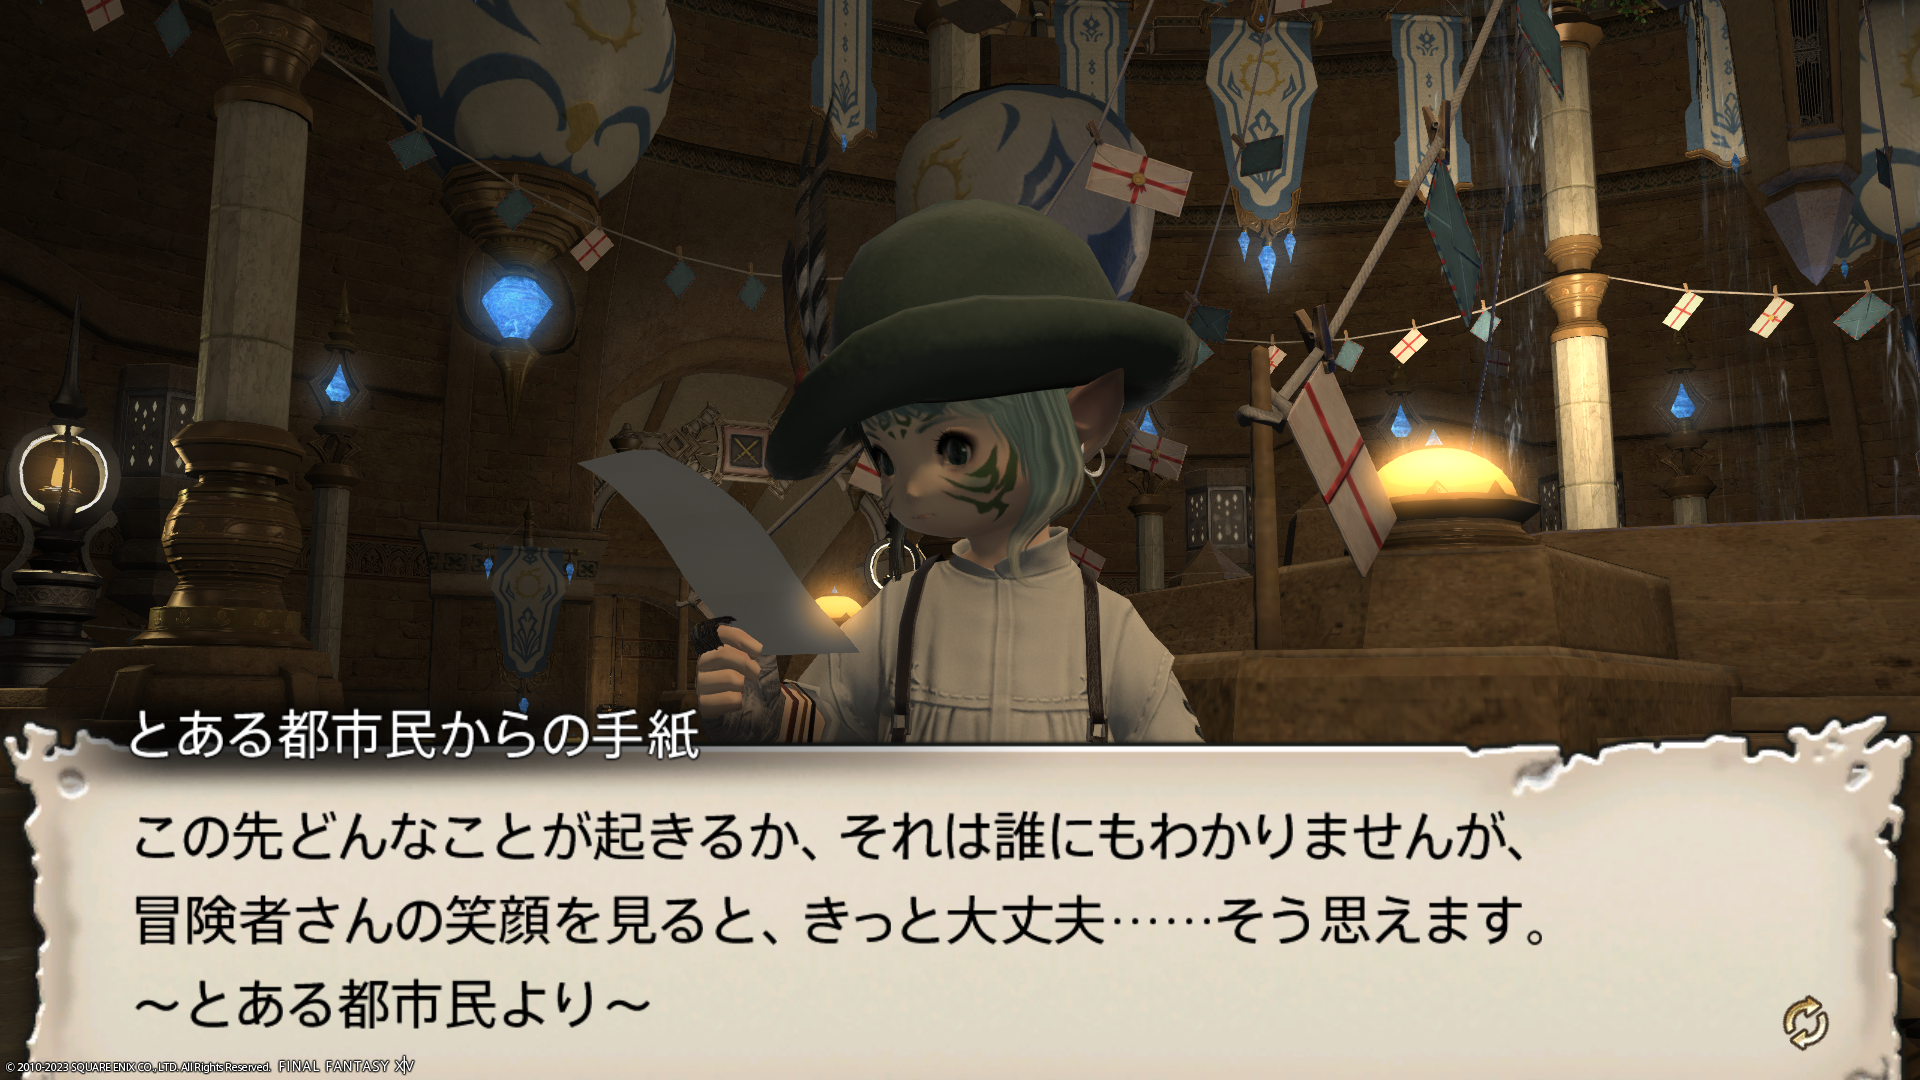 とある都市民からの手紙
この先どんなことが起きるか、それは誰にもわかりませんが、
冒険者さんの笑顔を見ると、きっと大丈夫……そう思えます。
～とある都市民より～
© 2010-2023 SQUARE ENIX CO., LTD. All Rights Reserved. FINAL FANTASY XIV